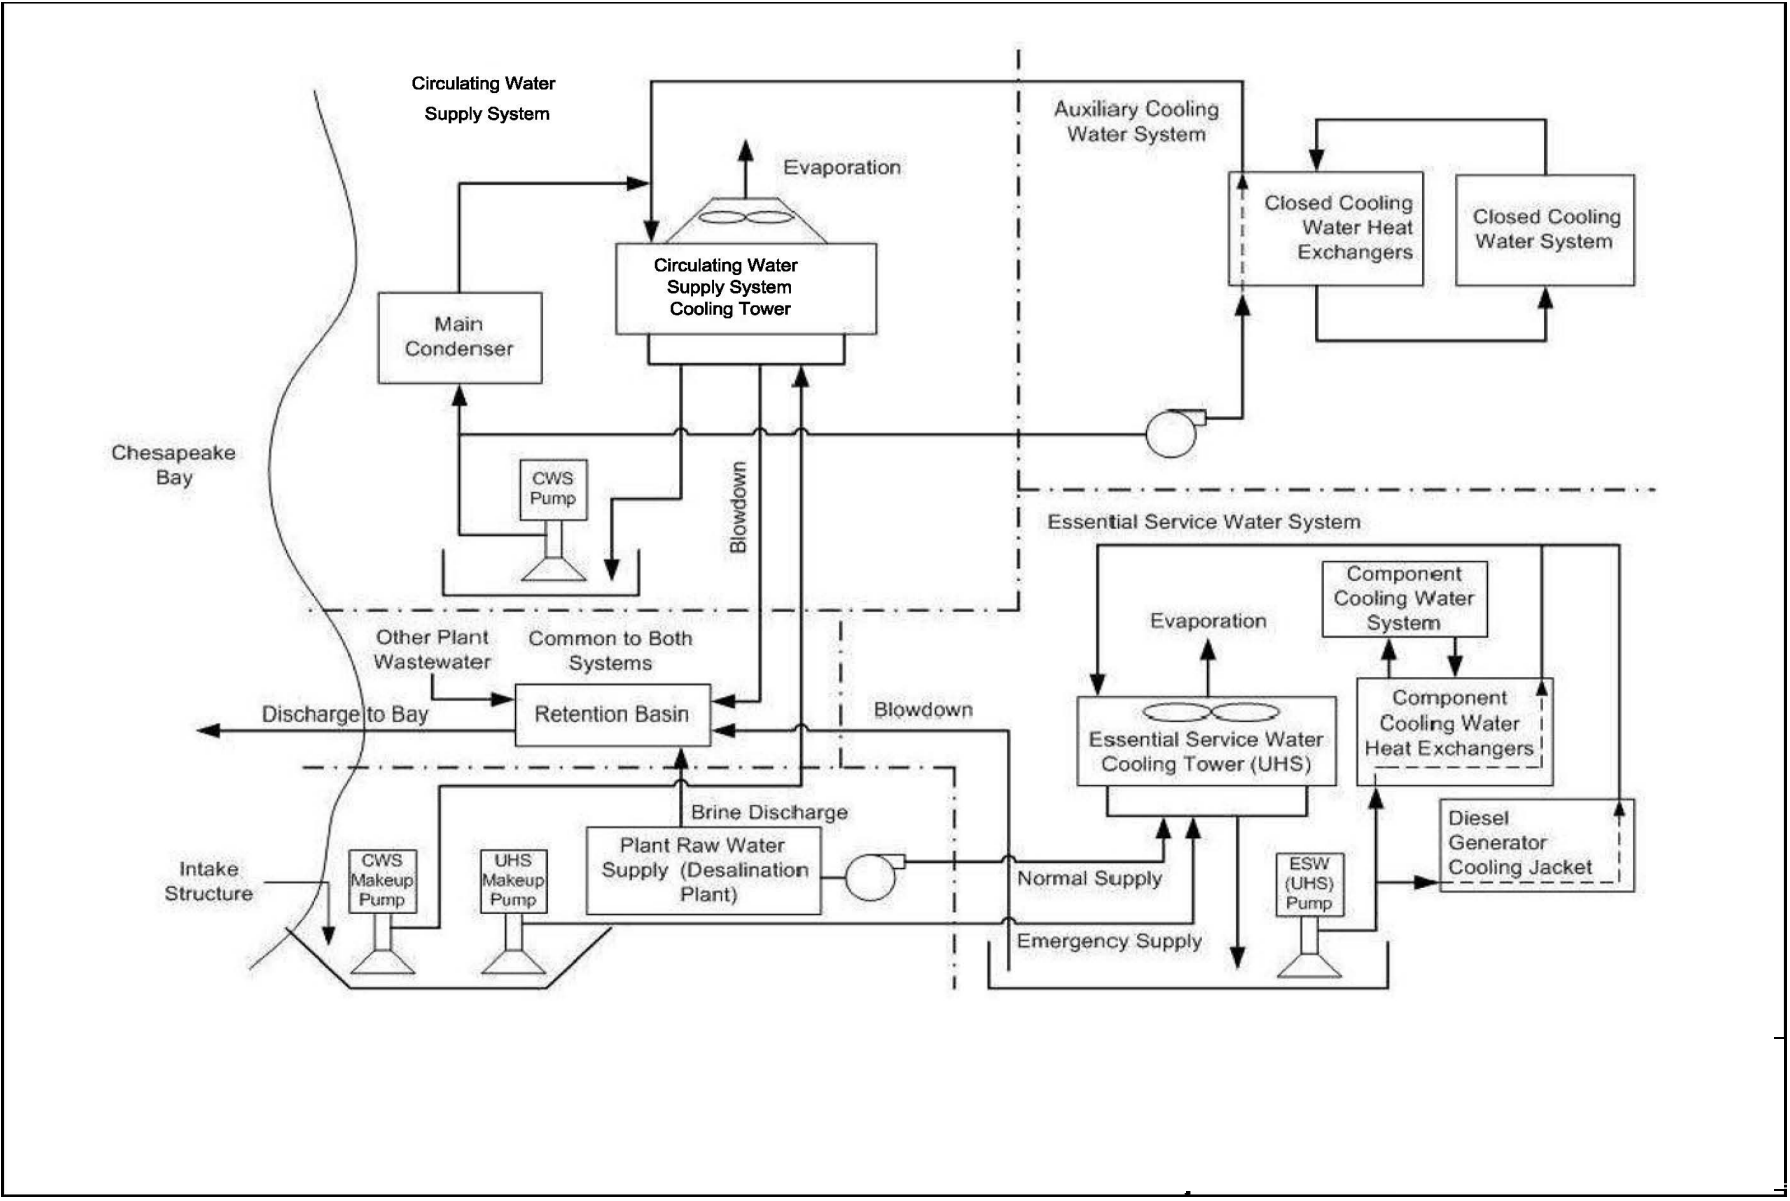 Circulating Water
Supply System
Auxiliary Cooling
Water System
Evaporation
Closed Cooling
Water Heat
Exchangers
Closed Cooling
Water System
Circulating Water
Supply System
Cooling Tower
Main
Condenser
Chesapeake
Bay
CWS
Pump
Blowdown
Essential Service Water System
Component
Cooling Water
System
Evaporation
Other Plant
Wastewater
Common to Both
Systems
Discharge to Bay
Retention Basin
Blowdown
Essential Service Water
Cooling Tower (UHS)
Component
Cooling Water
Heat Exchangers
Brine Discharge
Diesel
Generator
Cooling Jacket
Intake
Structure
CWS
Makeup
Pump
UHS
Makeup
Pump
Plant Raw Water
Supply (Desalination
Plant)
Normal Supply
ESW
(UHS)
Pump
Emergency Supply